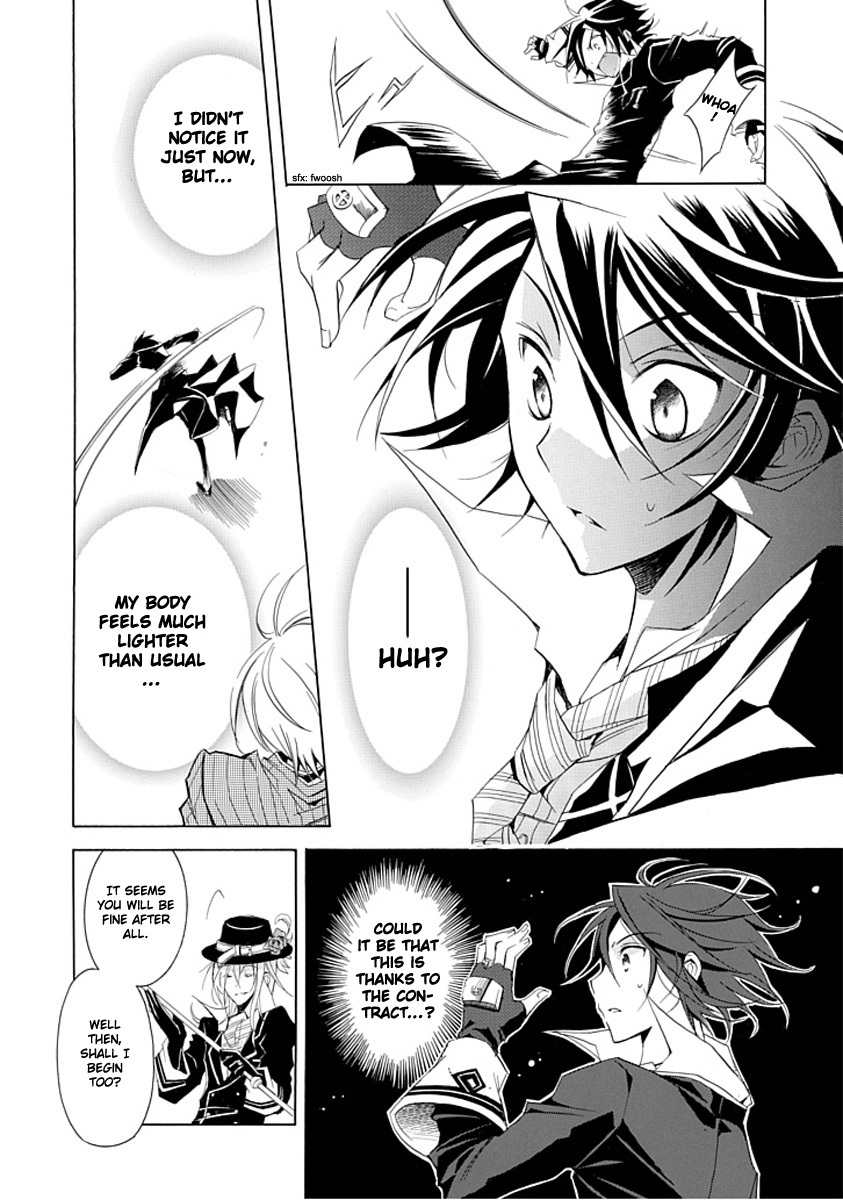 WHOA
!
sfx: fwoosh
—
HUH?
I DIDN'T
NOTICE IT
JUST NOW,
BUT...
MY BODY
FEELS MUCH
LIGHTER
THAN USUAL
...
COULD
IT BE THAT
THIS IS
THANKS TO
THE CON-
TRACT...?
IT SEEMS
YOU WILL BE
FINE AFTER
ALL.
WELL
THEN,
SHALL I
BEGIN
TOO?